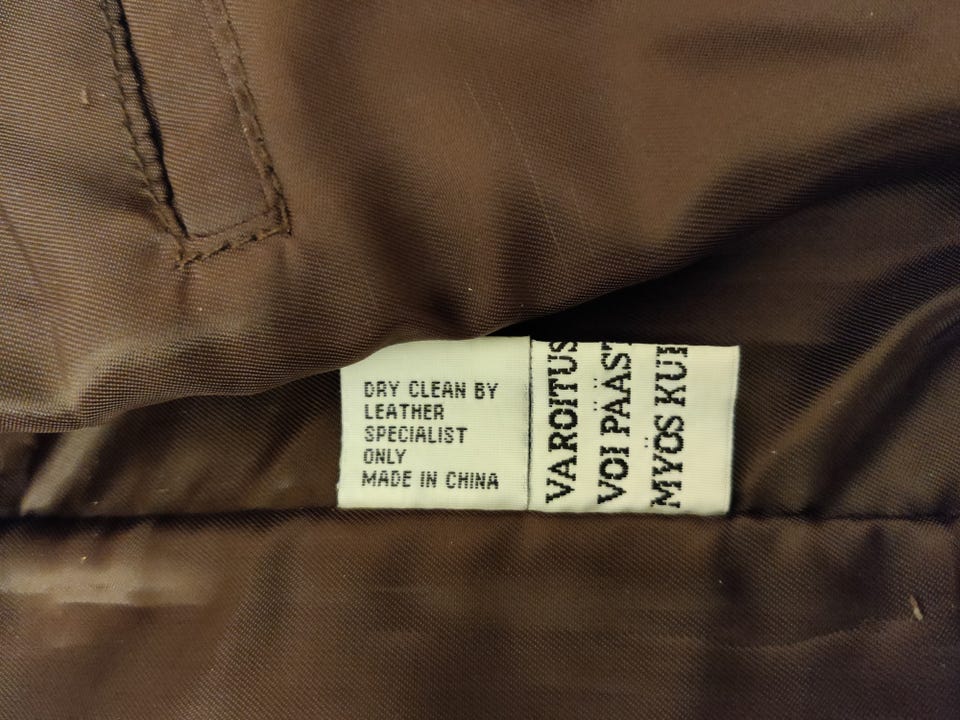 DRY CLEAN BY
LEATHER
SPECIALIST
ONLY
MADE IN CHINA
VAROITUS
VOI PÄÄST
MYÖS KUI